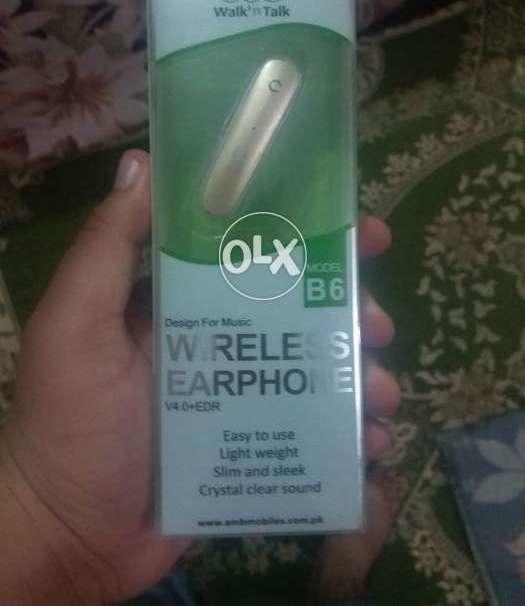 Walk'n Talk
OLX
MODEL
B6
Design For Music
WIRELESS
EARPHONE
V4.0+EDR
Easy to use
Light weight
Slim and sleek
Crystal clear sound
www.ambmobiles.com.pk